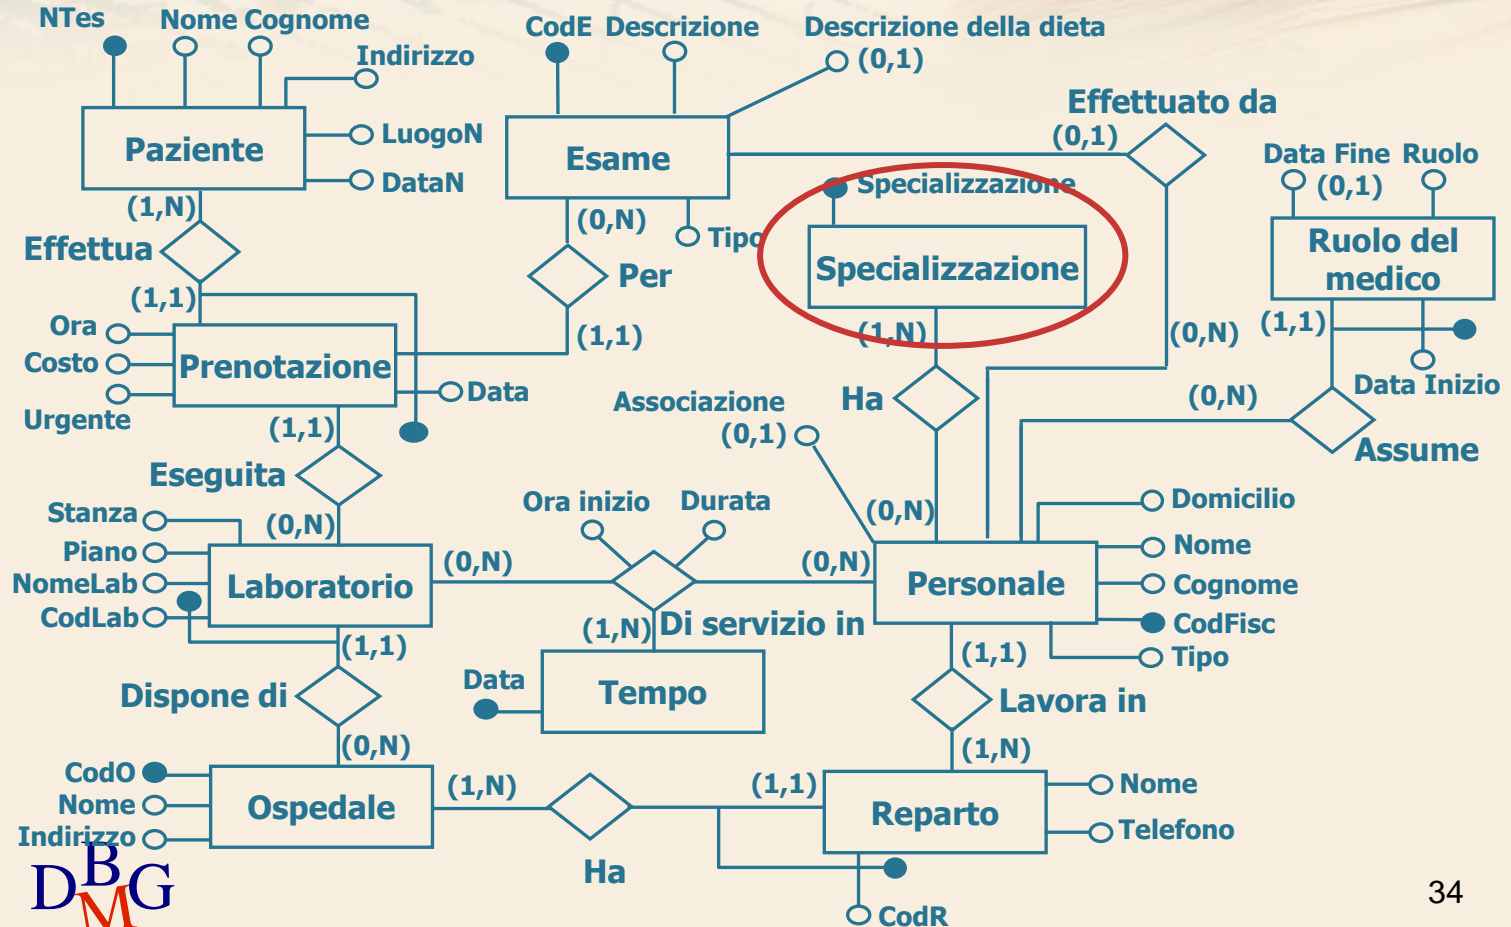 NTes
Nome Cognome
CodE Descrizione
Descrizione della dieta
(0,1)
Indirizzo
Paziente
LuogoN
DataN
(1,N)
Effettua
(1,1)
Esame
(0,N)
Tipo
Per
(1,1)
Effettuato da
(0,1)
Specializzazione
Specializzazione
(1,N)
Data Fine Ruolo
(0,1)
Ruolo del
medico
(1,1)
(0,N)
Data Inizio
(0,N)
Assume
Ora
Costo
Urgente
Prenotazione
Data
(1,1)
Eseguita
(0,N)
Associazione
(0,1)
Ha
(0,N)
Stanza
Piano
NomeLab
CodLab
Laboratorio
(0,N)
Ora inizio
Durata
(0,N)
Di servizio in
(1,N)
Personale
Domicilio
Nome
Cognome
CodFisc
Tipo
(1,1)
Dispone di
(0,N)
Data
Tempo
(1,1)
Lavora in
(1,N)
CodO
Nome
Indirizzo
Ospedale
(1,N)
Ha
(1,1)
Reparto
Nome
Telefono
CodR
DBMG
34